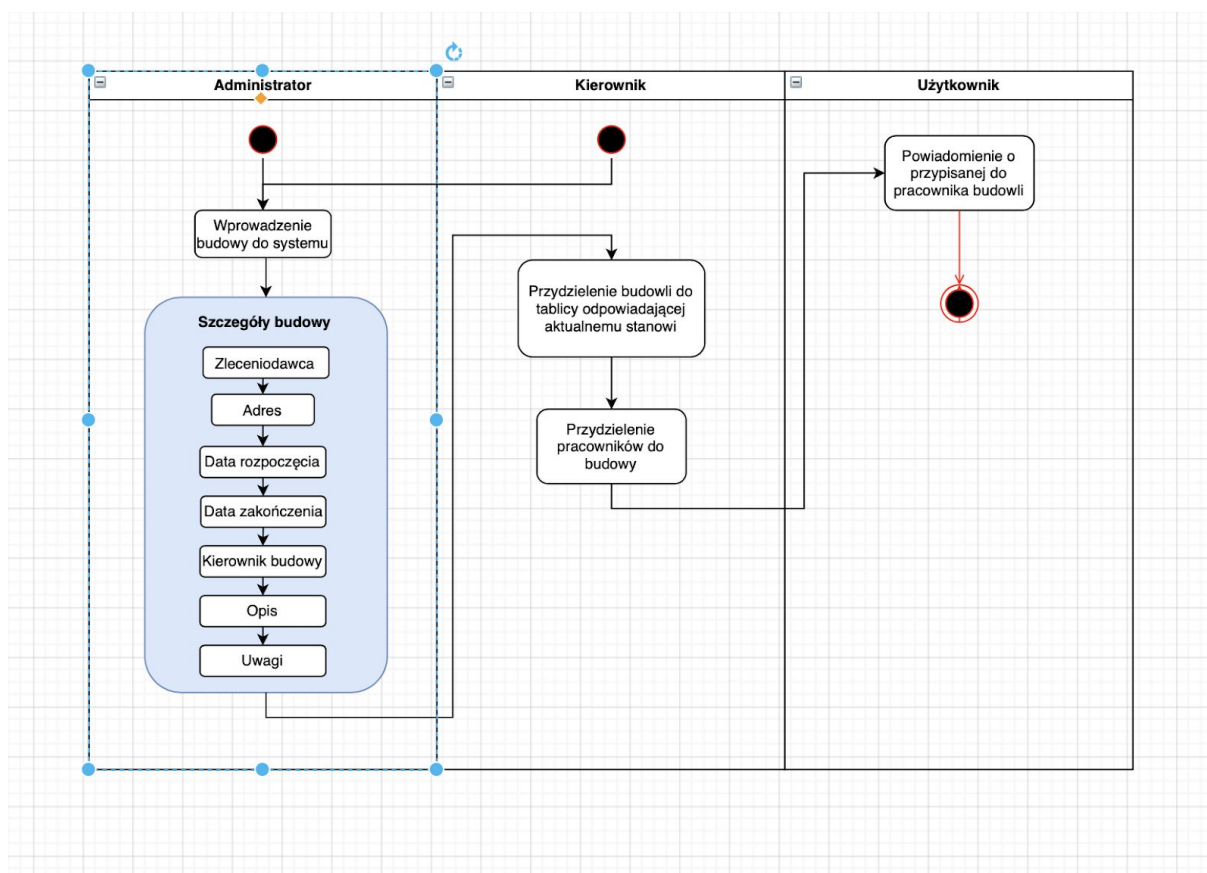 Administrator
Kierownik
Użytkownik
Wprowadzenie
budowy do systemu
Szczegóły budowy
Zleceniodawca
Adres
Data rozpoczęcia
Data zakończenia
Kierownik budowy
Opis
Uwagi
Przydzielenie budowli do
tablicy odpowiadającej
aktualnemu stanowi
Przydzielenie
pracowników do
budowy
Powiadomienie o
przypisanej do
pracownika budowli